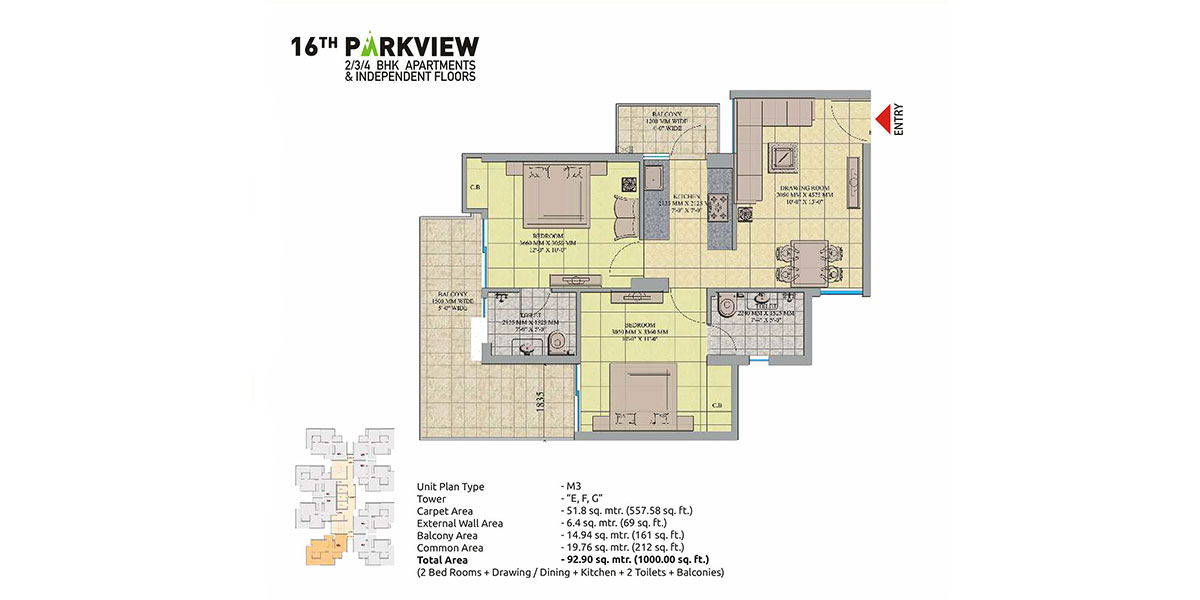 16TH PARKVIEW
2/3/4 BHK APARTMENTS
& INDEPENDENT FLOORS
ENTRY
BALCONY
1200 MM WIDE
4'-0" WIDE
DRAWING ROOM
3050 MM X 4575 MM
10'-0" X 15'-0"
KITCHEN
2125 MM X 2125 M
7'-0" X 7'-0"
C.B
BEDROOM
3660 MM X 3050 MM
12'-0" X 10'-0"
BALCONY
1500 MM WIDE
5'-0" WIDE
TOILET
2125 MM X 1525 MM
7'-0" X 5'-0"
BEDROOM
3050 MM X 3360 MM
10'-0" X 11'-0"
TOILET
2240 MM X 1525 MM
7'-4" X 5'-0"
1835
C.B
Unit Plan Type - M3
Tower - "E, F, G"
Carpet Area - 51.8 sq. mtr. (557.58 sq. ft.)
External Wall Area - 6.4 sq. mtr. (69 sq. ft.)
Balcony Area - 14.94 sq. mtr. (161 sq. ft.)
Common Area - 19.76 sq. mtr. (212 sq. ft.)
Total Area - 92.90 sq. mtr. (1000.00 sq. ft.)
(2 Bed Rooms + Drawing / Dining + Kitchen + 2 Toilets + Balconies)